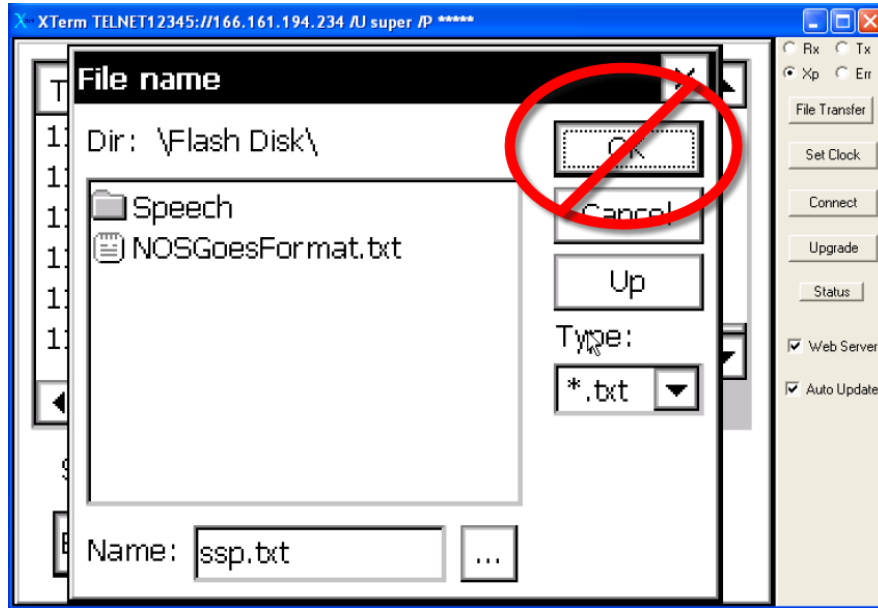 XTerm TELNET12345://166.161.194.234 /U super /P *****
Rx Tx
Xp Err
File Transfer
Set Clock
Connect
Upgrade
Status
Web Server
Auto Update
File name
Dir: \Flash Disk\
Speech
NOSGoesFormat.txt
OK
Cancel
Up
Type:
*.txt
Name: ssp.txt ...